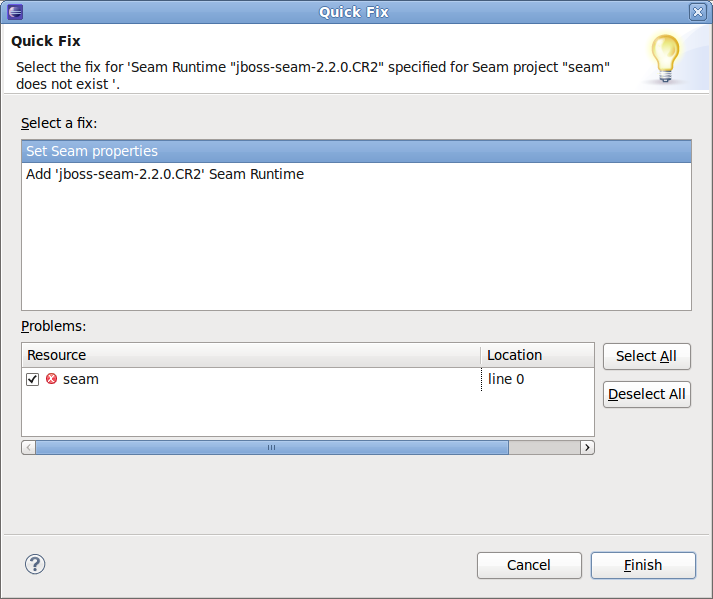 Quick Fix
Quick Fix
Select the fix for 'Seam Runtime "jboss-seam-2.2.0.CR2" specified for Seam project "seam"
does not exist '.
Select a fix:
Set Seam properties
Add 'jboss-seam-2.2.0.CR2' Seam Runtime
Problems:
Resource Location
Select All
seam line 0
Deselect All
?
Cancel Finish